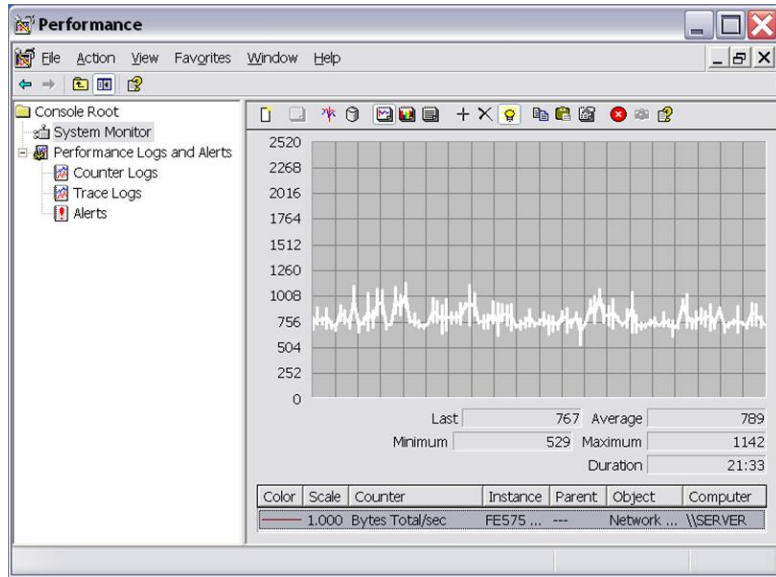 Performance
File Action View Favorites Window Help
Console Root
System Monitor
Performance Logs and Alerts
Counter Logs
Trace Logs
Alerts
2520
2268
2016
1764
1512
1260
1008
756
504
252
0
Last 767 Average 789
Minimum 529 Maximum 1142
Duration 21:33
Color Scale Counter Instance Parent Object Computer
1.000 Bytes Total/sec FE575 ... --- Network ... \\SERVER